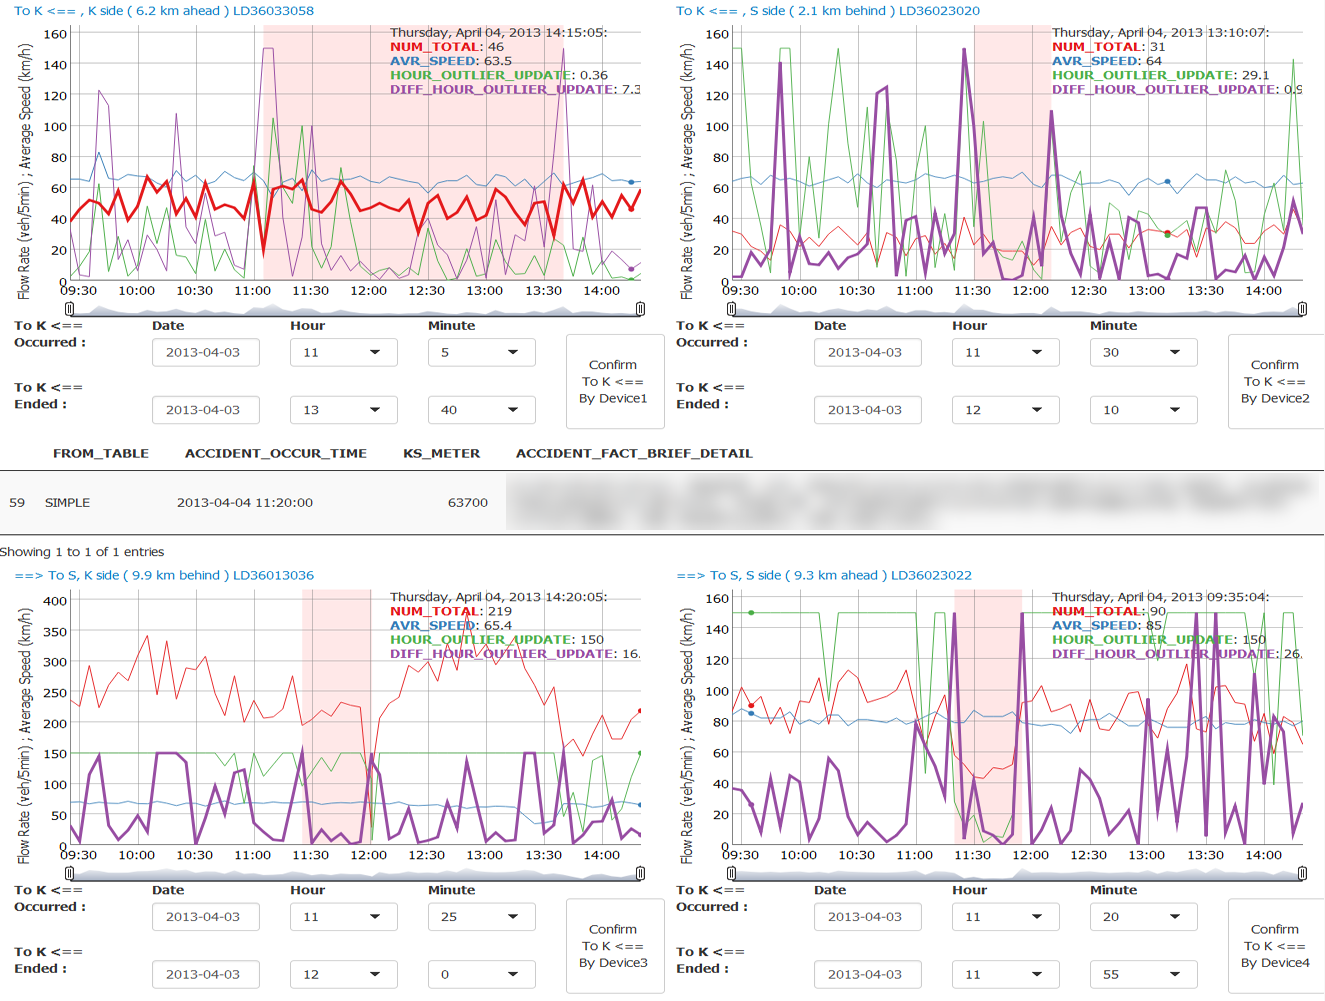 To K <== , K side ( 6.2 km ahead ) LD36033058
Flow Rate (veh/5min) ; Average Speed (km/h)
160
140
120
100
80
60
40
20
0
Thursday, April 04, 2013 14:15:05:
NUM_TOTAL: 46
AVR_SPEED: 63.5
HOUR_OUTLIER_UPDATE: 0.36
DIFF_HOUR_OUTLIER_UPDATE: 7.3
09:30 10:00 10:30 11:00 11:30 12:00 12:30 13:00 13:30 14:00
To K <== Date Hour Minute
Occurred :
2013-04-03 11 5
To K <==
Ended :
2013-04-03 13 40
Confirm
To K <==
By Device1
To K <== , S side ( 2.1 km behind ) LD36023020
Flow Rate (veh/5min) ; Average Speed (km/h)
160
140
120
100
80
60
40
20
0
Thursday, April 04, 2013 13:10:07:
NUM_TOTAL: 31
AVR_SPEED: 64
HOUR_OUTLIER_UPDATE: 29.1
DIFF_HOUR_OUTLIER_UPDATE: 0.9
09:30 10:00 10:30 11:00 11:30 12:00 12:30 13:00 13:30 14:00
To K <== Date Hour Minute
Occurred :
2013-04-03 11 30
To K <==
Ended :
2013-04-03 12 10
Confirm
To K <==
By Device2
FROM_TABLE ACCIDENT_OCCUR_TIME KS_METER ACCIDENT_FACT_BRIEF_DETAIL
59 SIMPLE 2013-04-04 11:20:00 63700
Showing 1 to 1 of 1 entries
==> To S, K side ( 9.9 km behind ) LD36013036
Flow Rate (veh/5min) ; Average Speed (km/h)
400
350
300
250
200
150
100
50
0
Thursday, April 04, 2013 14:20:05:
NUM_TOTAL: 219
AVR_SPEED: 65.4
HOUR_OUTLIER_UPDATE: 150
DIFF_HOUR_OUTLIER_UPDATE: 16.
09:30 10:00 10:30 11:00 11:30 12:00 12:30 13:00 13:30 14:00
To K <== Date Hour Minute
Occurred :
2013-04-03 11 25
To K <==
Ended :
2013-04-03 12 0
Confirm
To K <==
By Device3
==> To S, S side ( 9.3 km ahead ) LD36023022
Flow Rate (veh/5min) ; Average Speed (km/h)
160
140
120
100
80
60
40
20
0
Thursday, April 04, 2013 09:35:04:
NUM_TOTAL: 90
AVR_SPEED: 85
HOUR_OUTLIER_UPDATE: 150
DIFF_HOUR_OUTLIER_UPDATE: 26.
09:30 10:00 10:30 11:00 11:30 12:00 12:30 13:00 13:30 14:00
To K <== Date Hour Minute
Occurred :
2013-04-03 11 20
To K <==
Ended :
2013-04-03 11 55
Confirm
To K <==
By Device4